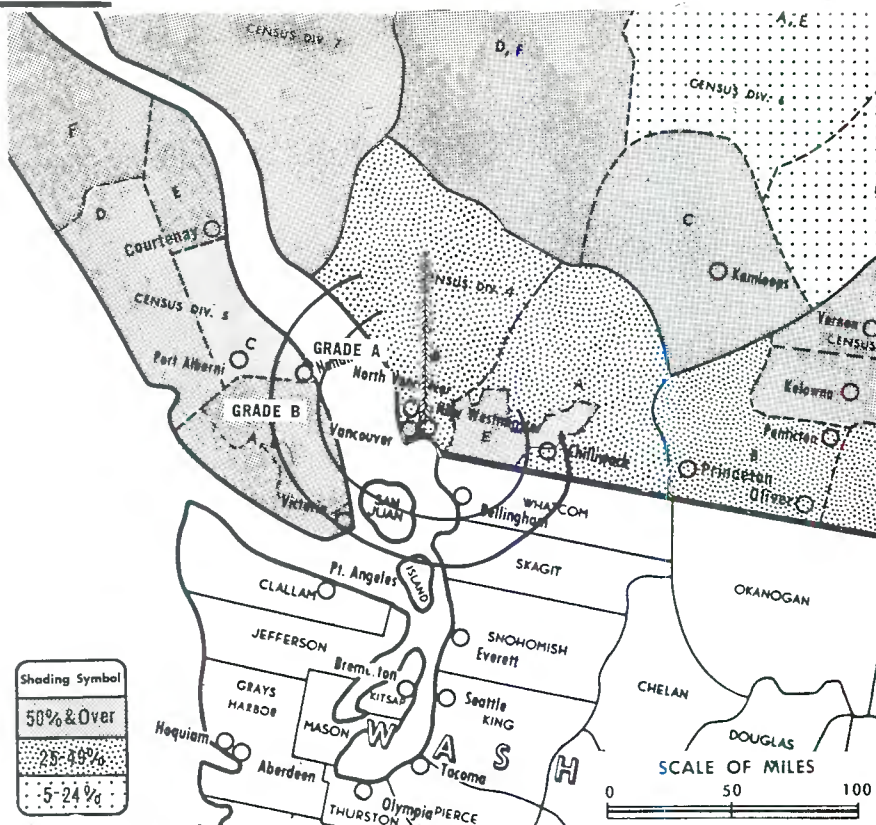 CENSUS DIV. 7
D, F
A, E
CENSUS DIV. 6
F
D
E
Courtenay
C
Kamloops
CENSUS DIV. 5
C
Port Alberni
GRADE A
North
Vernon
CENSUS
Kelowna
GRADE B
A
New Westminster
E
A
Vancouver
Chilliwack
Penticton
B
Princeton
Oliver
Victoria
SAN
JUAN
WHATCOM
Bellingham
Pt. Angeles
ISLAND
SKAGIT
CLALLAM
OKANOGAN
JEFFERSON
SNOHOMISH
Everett
Shading Symbol
50% & Over
25-49%
5-24%
GRAYS
HARBOR
KITSAP
CHELAN
Seattle
KING
MASON
W A S H
Hoquiam
Aberdeen
Tacoma
DOUGLAS
SCALE OF MILES
0 50 100
Olympia
PIERCE
THURSTON